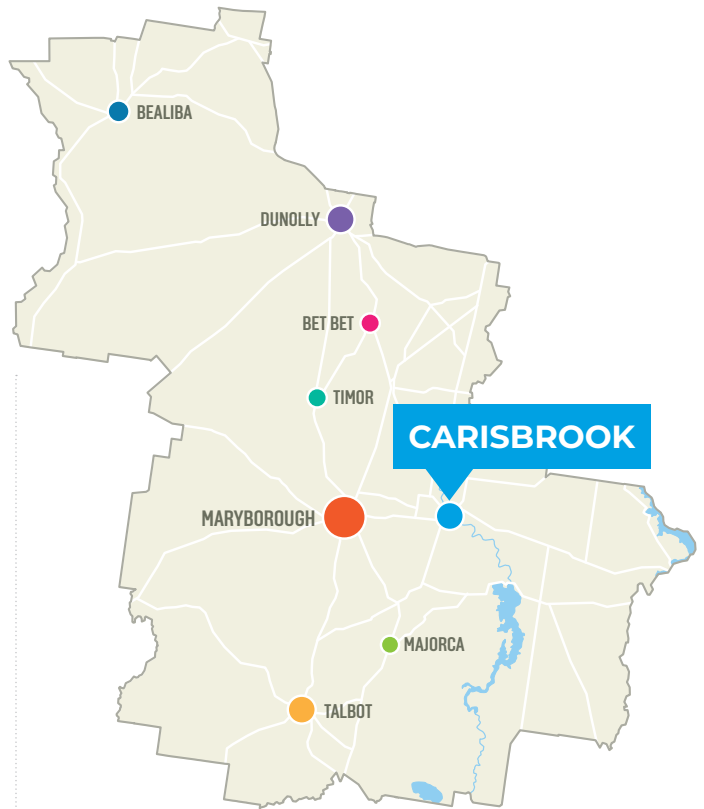 BEALIBA
DUNOLLY
BET BET
TIMOR
CARISBROOK
MARYBOROUGH
MAJORCA
TALBOT